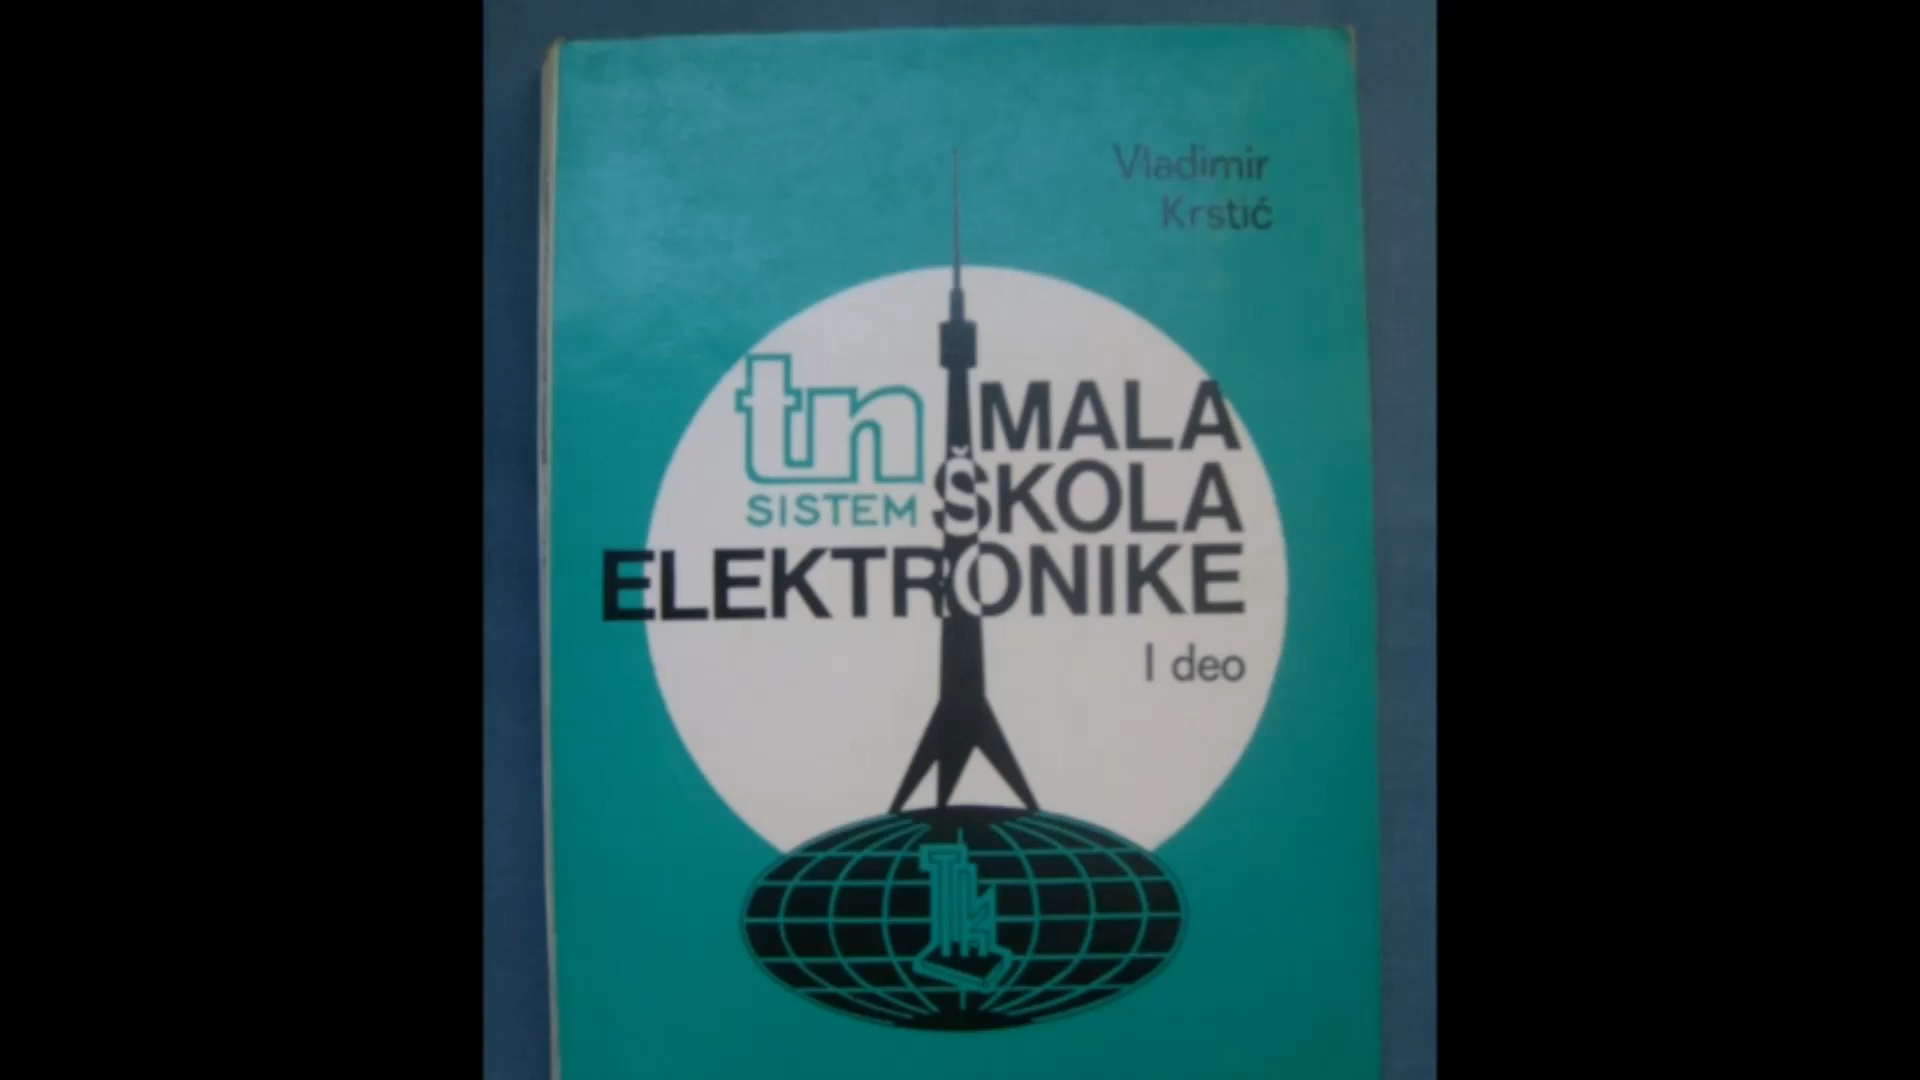 Vladimir
Krstić
tn
SISTEM
MALA
ŠKOLA
ELEKTRONIKE
I deo